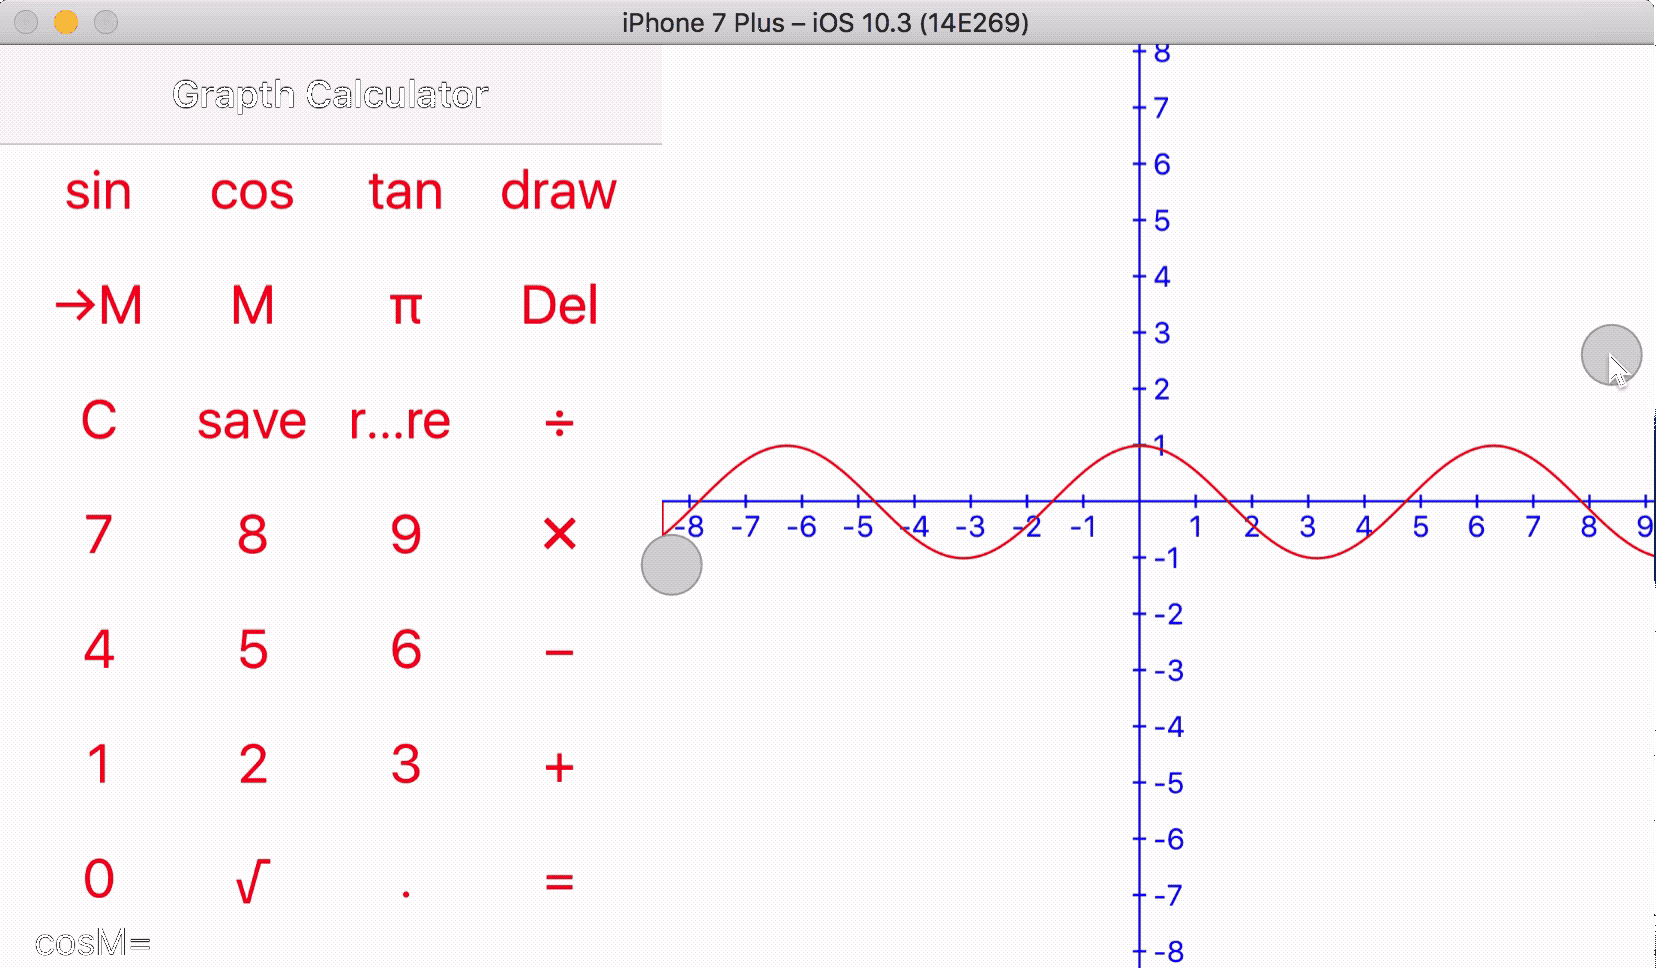 iPhone 7 Plus – iOS 10.3 (14E269)
Grapth Calculator
sin cos tan draw
→M M π Del
C save r...re ÷
7 8 9 ×
4 5 6 −
1 2 3 +
0 √ . =
cosM=
8
7
6
5
4
3
2
1
-8 -7 -6 -5 -4 -3 -2 -1 1 2 3 4 5 6 7 8 9
-1
-2
-3
-4
-5
-6
-7
-8